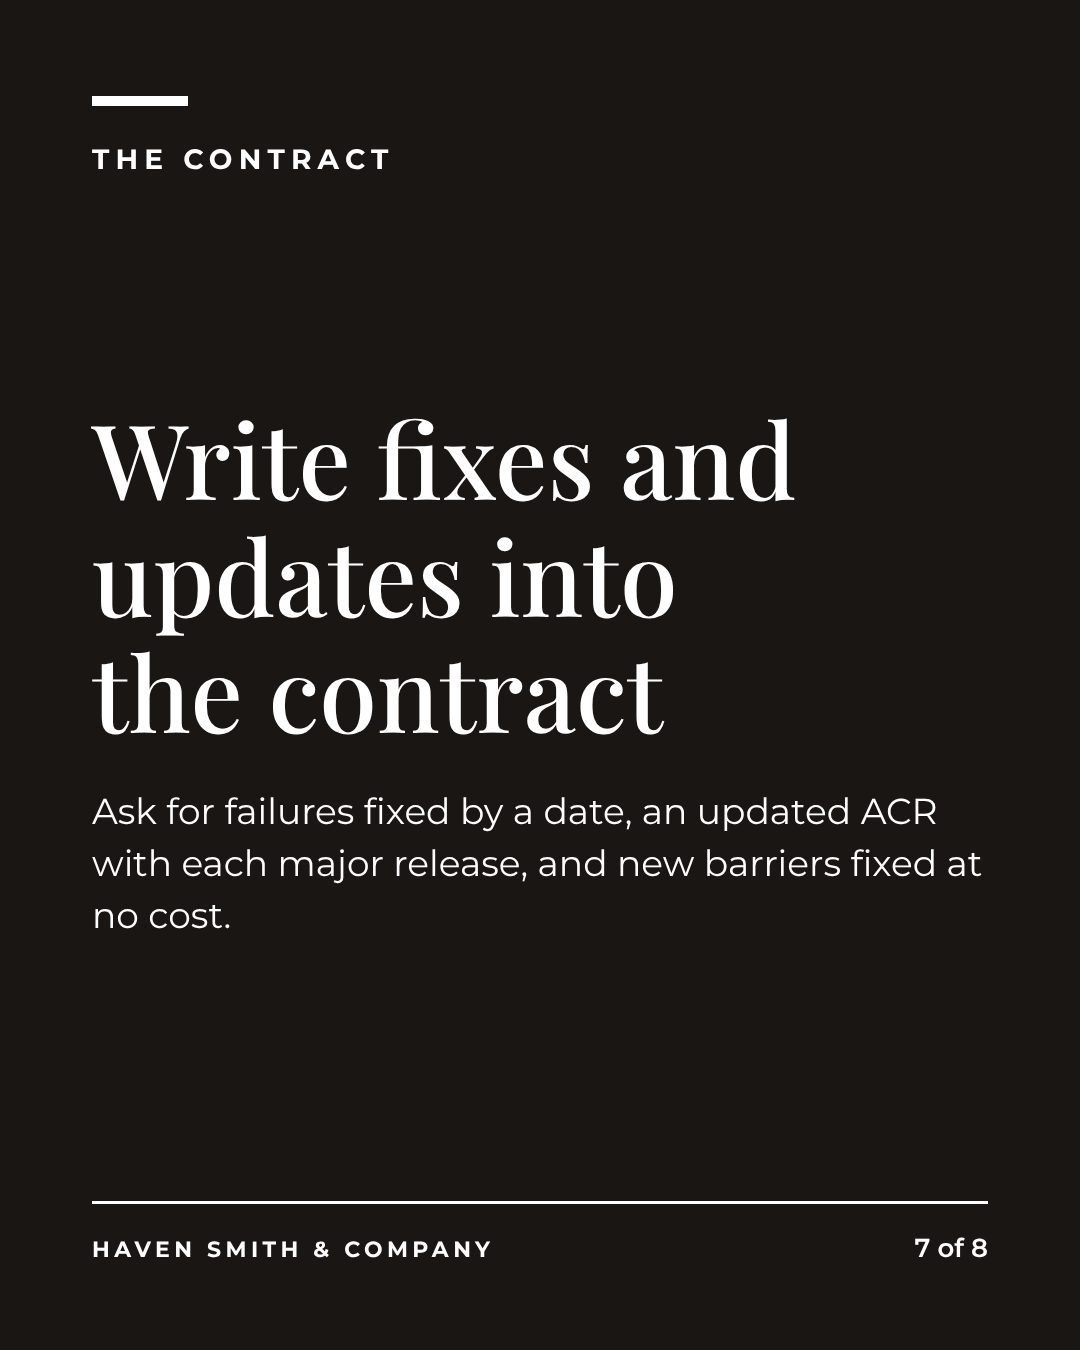 THE CONTRACT
Write fixes and
updates into
the contract
Ask for failures fixed by a date, an updated ACR
with each major release, and new barriers fixed at
no cost.
HAVEN SMITH & COMPANY
7 of 8